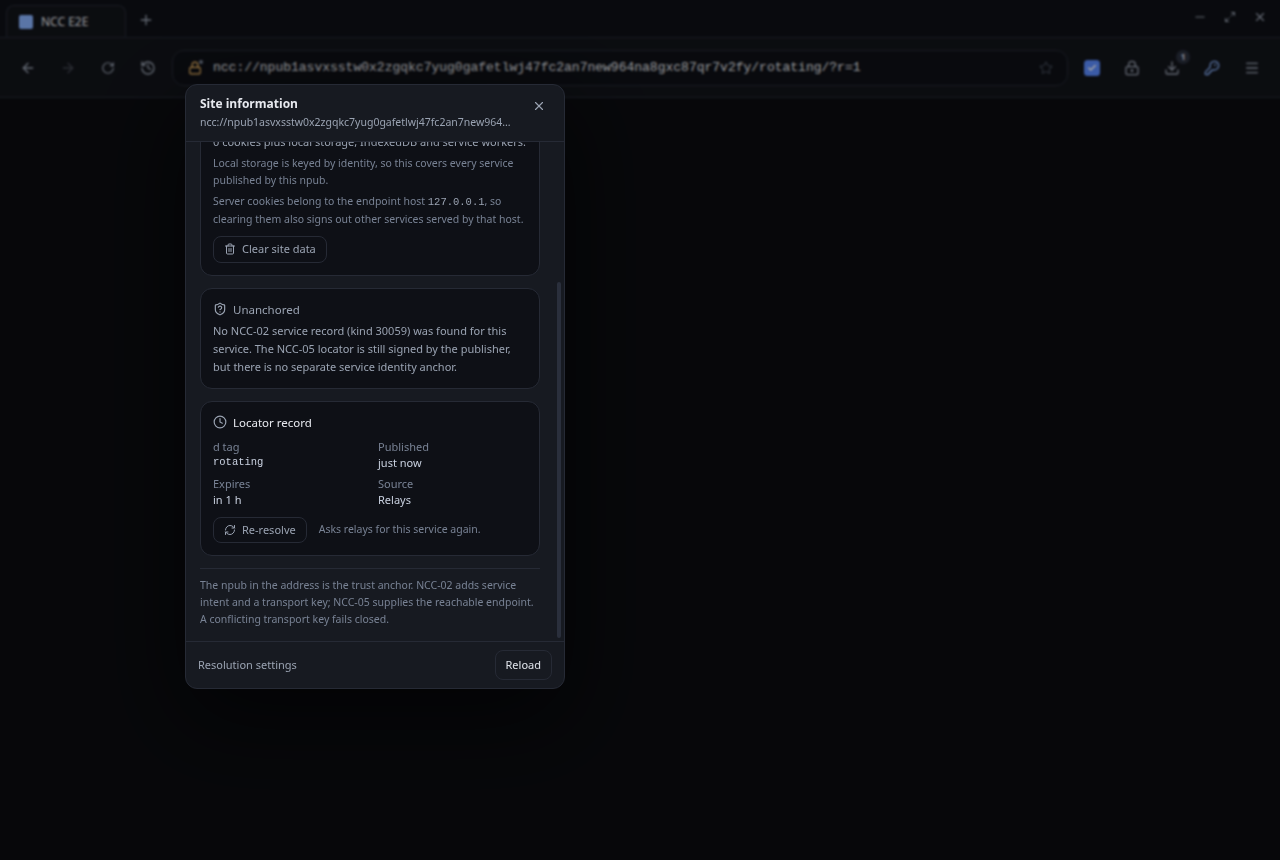 NCC E2E
ncc://npub1asvxsstw0x2zgqkc7yug0gafetlwj47fc2an7new964na8gxc87qr7v2fy/rotating/?r=1
1
Site information
ncc://npub1asvxsstw0x2zgqkc7yug0gafetlwj47fc2an7new964...
0 cookies plus local storage, IndexedDB and service workers.
Local storage is keyed by identity, so this covers every service
published by this npub.
Server cookies belong to the endpoint host 127.0.0.1, so
clearing them also signs out other services served by that host.
Clear site data
Unanchored
No NCC-02 service record (kind 30059) was found for this
service. The NCC-05 locator is still signed by the publisher,
but there is no separate service identity anchor.
Locator record
d tag
rotating
Published
just now
Expires
in 1 h
Source
Relays
Re-resolve
Asks relays for this service again.
The npub in the address is the trust anchor. NCC-02 adds service
intent and a transport key; NCC-05 supplies the reachable endpoint.
A conflicting transport key fails closed.
Resolution settings
Reload